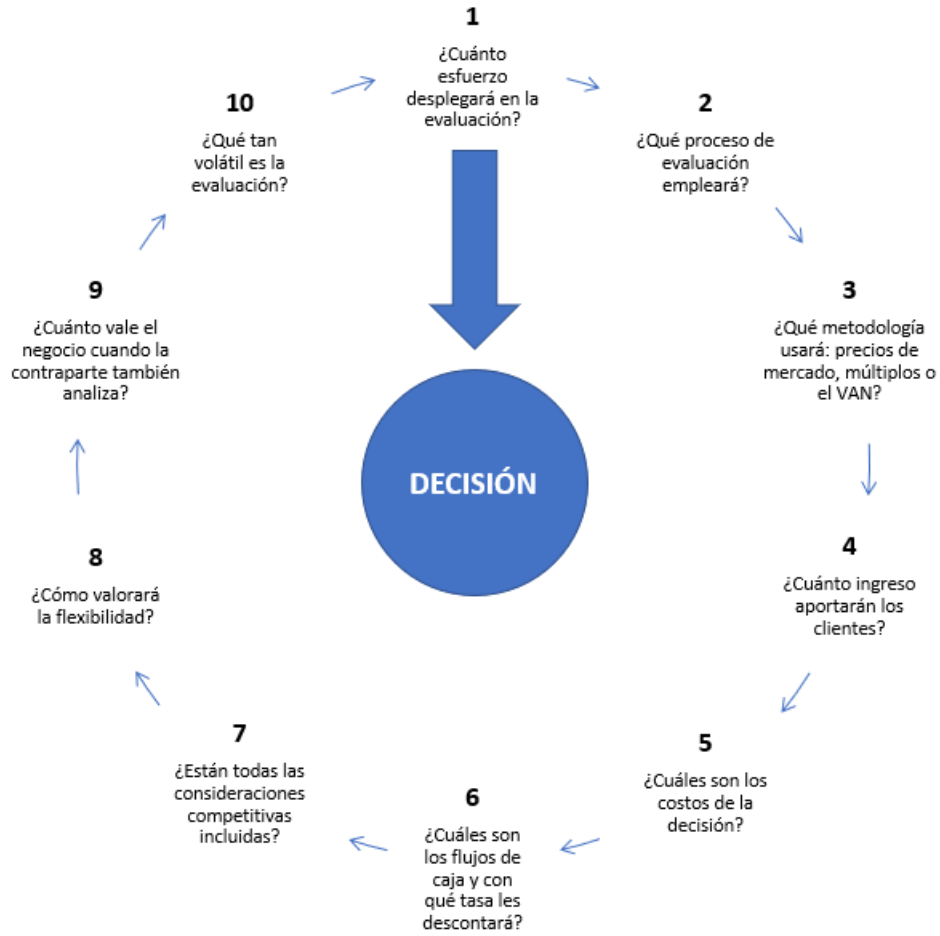 1
¿Cuánto
esfuerzo
desplegará en la
evaluación?
2
¿Qué proceso de
evaluación
empleará?
3
¿Qué metodología
usará: precios de
mercado, múltiplos o
el VAN?
4
¿Cuánto ingreso
aportarán los
clientes?
5
¿Cuáles son los
costos de la
decisión?
6
¿Cuáles son
los flujos de
caja y con
qué tasa les
descontará?
7
¿Están todas las
consideraciones
competitivas
incluidas?
8
¿Cómo valorará
la flexibilidad?
9
¿Cuánto vale el
negocio cuando la
contraparte también
analiza?
10
¿Qué tan
volátil es la
evaluación?
DECISIÓN